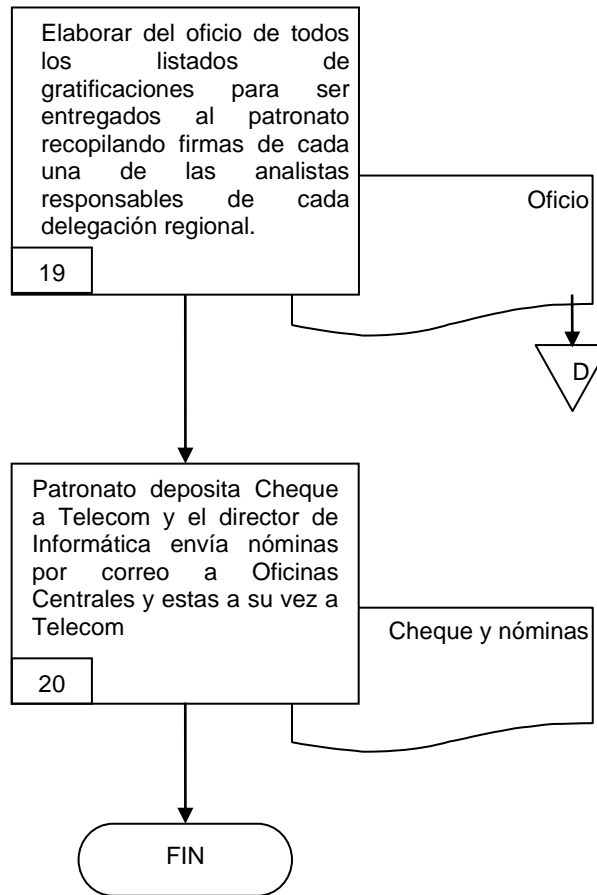 Elaborar del oficio de todos
los listados de
gratificaciones para ser
entregados al patronato
recopilando firmas de cada
una de las analistas
responsables de cada
delegación regional.
Oficio
19
D
Patronato deposita Cheque
a Telecom y el director de
Informática envía nóminas
por correo a Oficinas
Centrales y estas a su vez a
Telecom
Cheque y nóminas
20
FIN